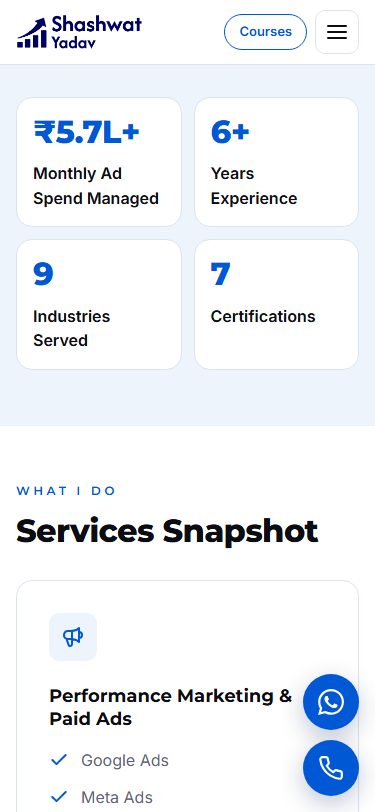 Shashwat
Yadav
Courses
₹5.7L+
Monthly Ad
Spend Managed
6+
Years
Experience
9
Industries
Served
7
Certifications
WHAT I DO
Services Snapshot
Performance Marketing &
Paid Ads
Google Ads
Meta Ads